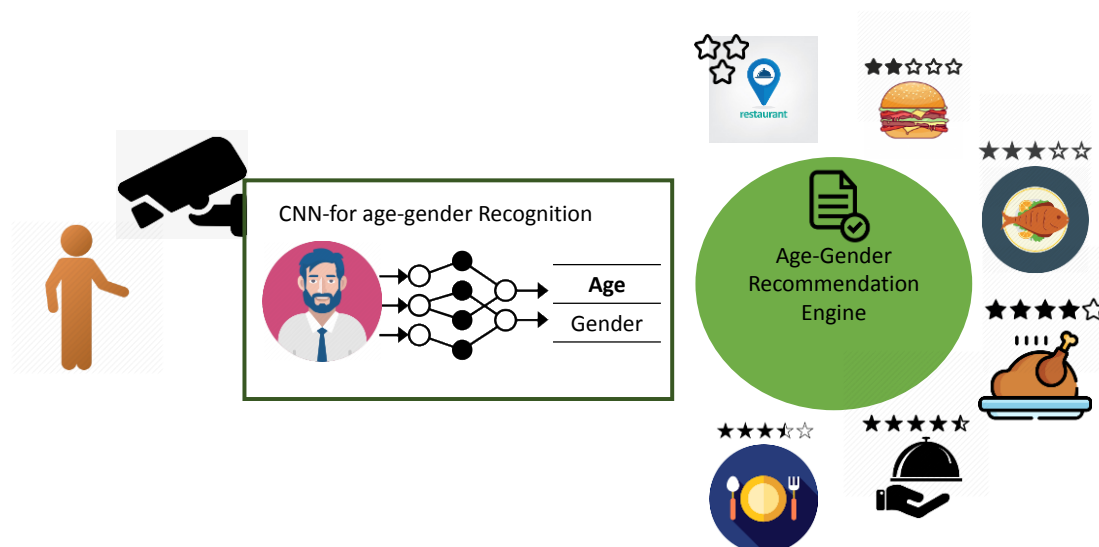 restaurant
CNN-for age-gender Recognition
Age
Gender
Age-Gender
Recommendation
Engine